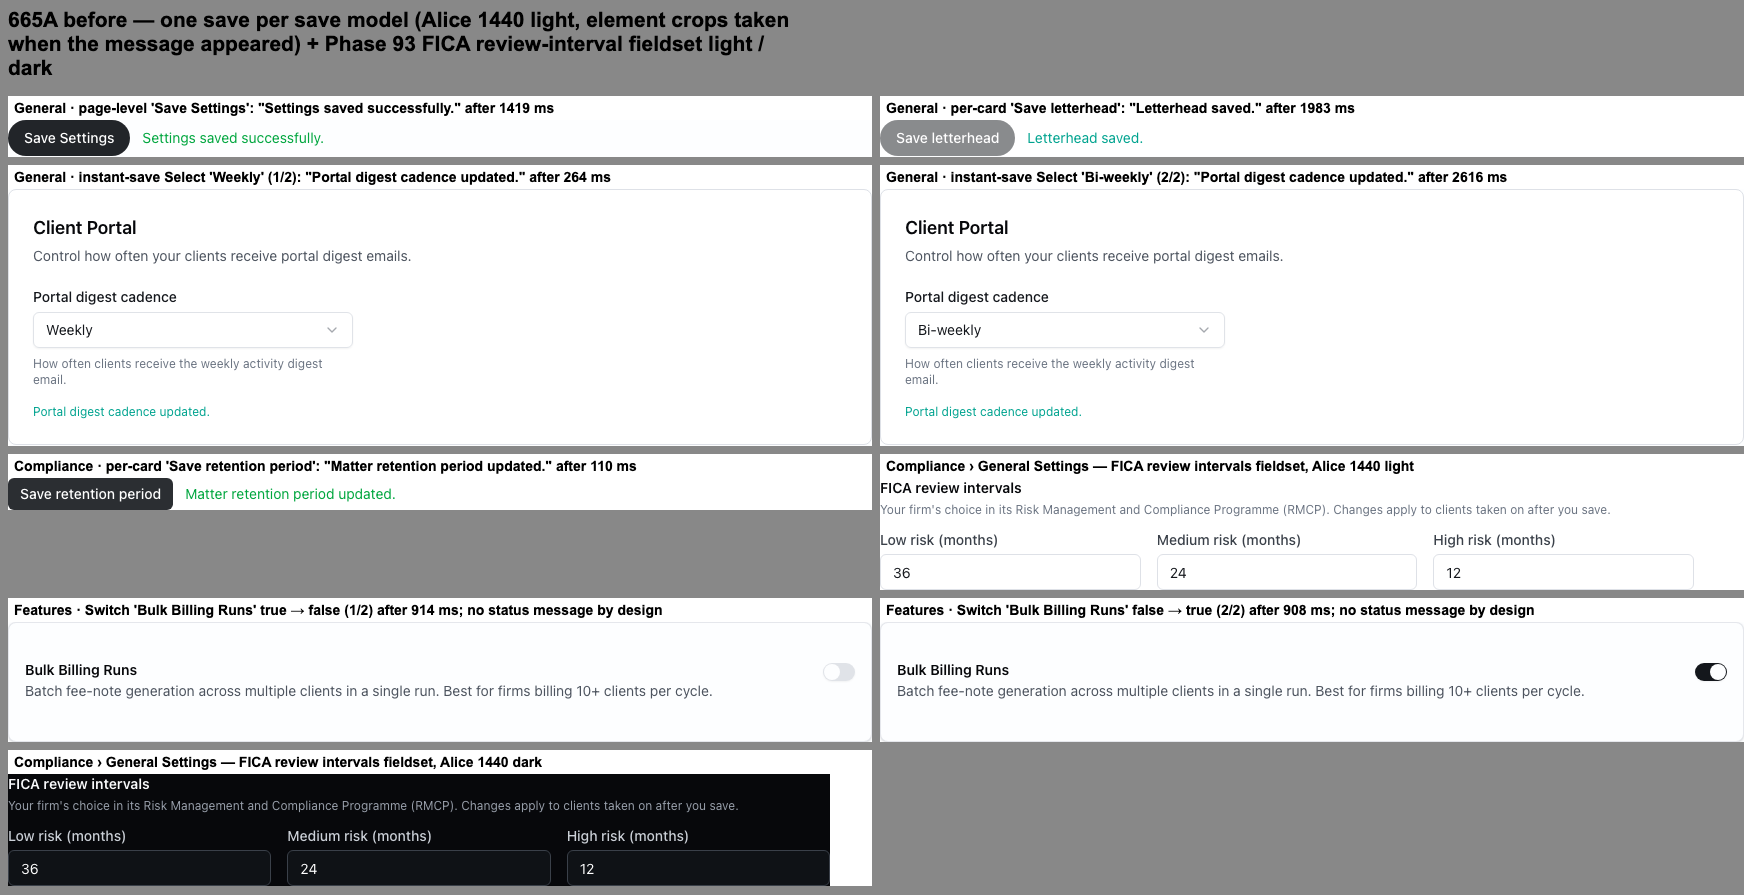 665A before — one save per save model (Alice 1440 light, element crops taken
when the message appeared) + Phase 93 FICA review-interval fieldset light /
dark
General · page-level 'Save Settings': "Settings saved successfully." after 1419 ms
Save Settings
Settings saved successfully.
General · per-card 'Save letterhead': "Letterhead saved." after 1983 ms
Save letterhead
Letterhead saved.
General · instant-save Select 'Weekly' (1/2): "Portal digest cadence updated." after 264 ms
Client Portal
Control how often your clients receive portal digest emails.
Portal digest cadence
Weekly
How often clients receive the weekly activity digest
email.
Portal digest cadence updated.
General · instant-save Select 'Bi-weekly' (2/2): "Portal digest cadence updated." after 2616 ms
Client Portal
Control how often your clients receive portal digest emails.
Portal digest cadence
Bi-weekly
How often clients receive the weekly activity digest
email.
Portal digest cadence updated.
Compliance · per-card 'Save retention period': "Matter retention period updated." after 110 ms
Save retention period
Matter retention period updated.
Compliance › General Settings — FICA review intervals fieldset, Alice 1440 light
FICA review intervals
Your firm's choice in its Risk Management and Compliance Programme (RMCP). Changes apply to clients taken on after you save.
Low risk (months)
Medium risk (months)
High risk (months)
36
24
12
Features · Switch 'Bulk Billing Runs' true → false (1/2) after 914 ms; no status message by design
Bulk Billing Runs
Batch fee-note generation across multiple clients in a single run. Best for firms billing 10+ clients per cycle.
Features · Switch 'Bulk Billing Runs' false → true (2/2) after 908 ms; no status message by design
Bulk Billing Runs
Batch fee-note generation across multiple clients in a single run. Best for firms billing 10+ clients per cycle.
Compliance › General Settings — FICA review intervals fieldset, Alice 1440 dark
FICA review intervals
Your firm's choice in its Risk Management and Compliance Programme (RMCP). Changes apply to clients taken on after you save.
Low risk (months)
Medium risk (months)
High risk (months)
36
24
12